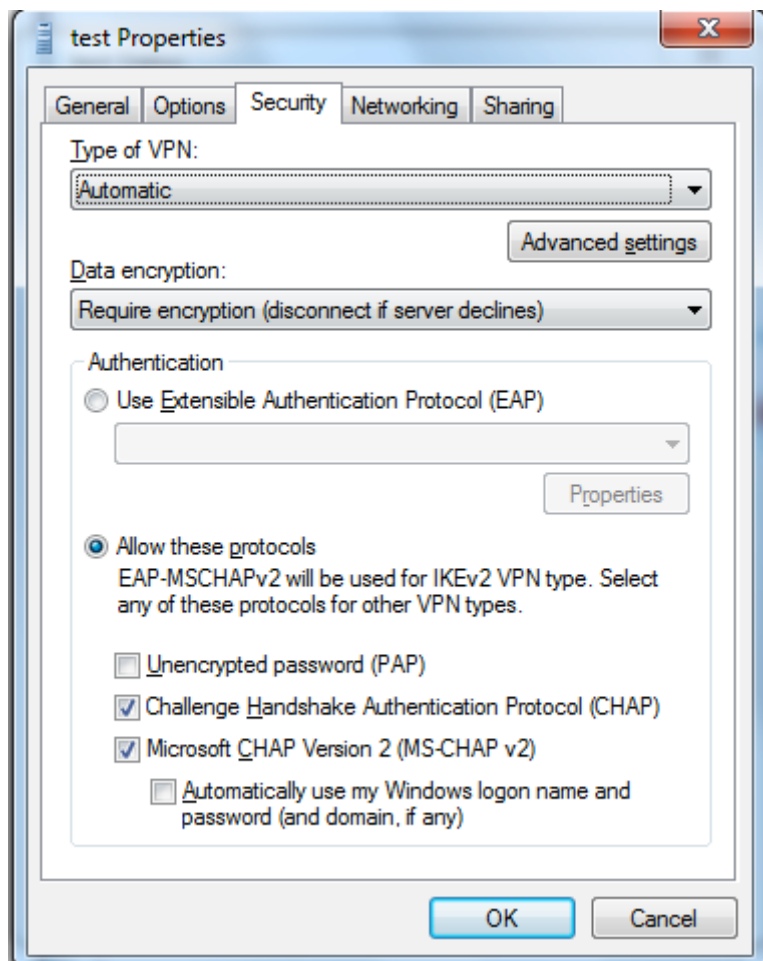 test Properties
General Options Security Networking Sharing
Type of VPN:
Automatic
Advanced settings
Data encryption:
Require encryption (disconnect if server declines)
Authentication
Use Extensible Authentication Protocol (EAP)
Properties
Allow these protocols
EAP-MSCHAPv2 will be used for IKEv2 VPN type. Select
any of these protocols for other VPN types.
Unencrypted password (PAP)
Challenge Handshake Authentication Protocol (CHAP)
Microsoft CHAP Version 2 (MS-CHAP v2)
Automatically use my Windows logon name and
password (and domain, if any)
OK Cancel